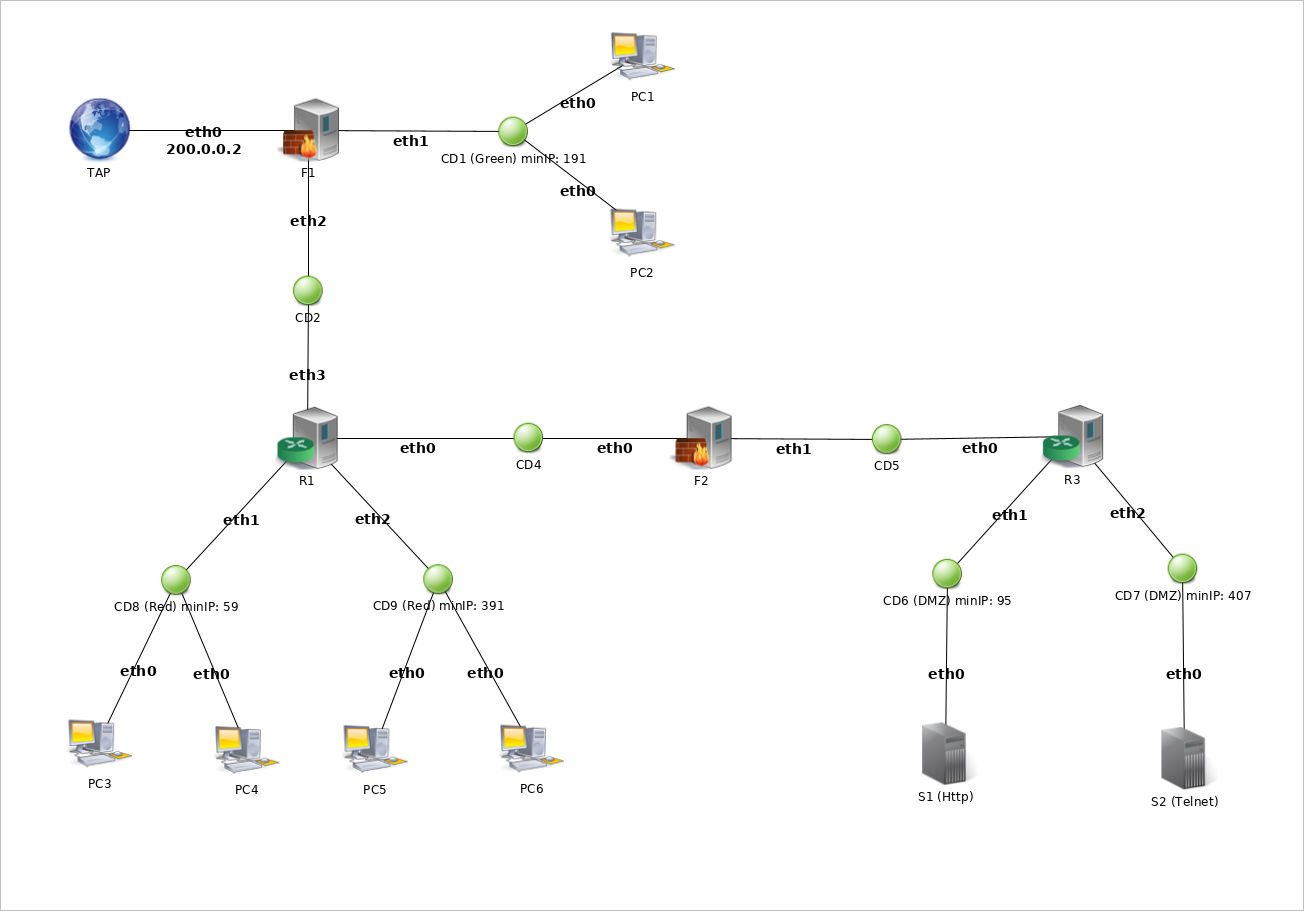 PC1
eth0
eth0
200.0.0.2
eth1
TAP
F1
CD1 (Green) minIP: 191
eth0
eth2
PC2
CD2
eth3
eth0
CD4
eth0
eth1
CD5
eth0
R1
F2
R3
eth1
eth2
eth1
eth2
CD8 (Red) minIP: 59
CD9 (Red) minIP: 391
CD6 (DMZ) minIP: 95
CD7 (DMZ) minIP: 407
eth0
eth0
eth0
eth0
eth0
eth0
PC3
PC4
PC5
PC6
S1 (Http)
S2 (Telnet)